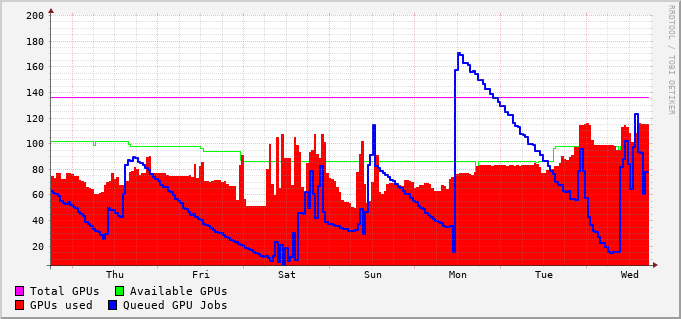 200
180
160
140
120
100
80
60
40
20
Thu Fri Sat Sun Mon Tue Wed
Total GPUs Available GPUs
GPUs used Queued GPU Jobs
RRDTOOL / TOBI OETIKER